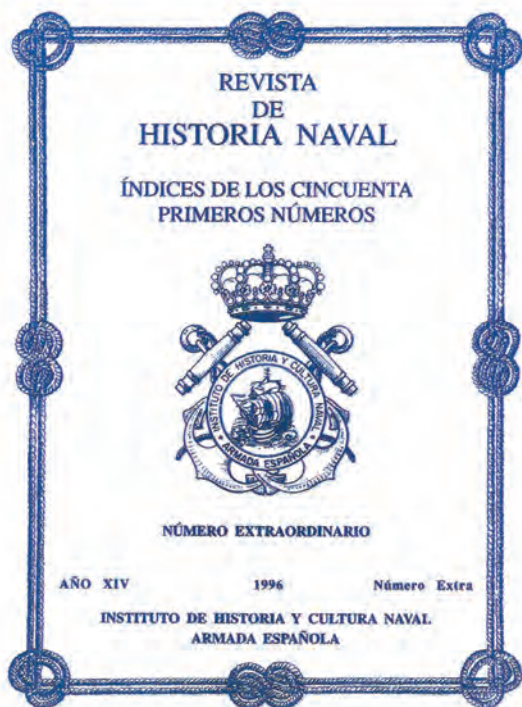 REVISTA
DE
HISTORIA NAVAL
ÍNDICES DE LOS CINCUENTA
PRIMEROS NÚMEROS
INSTITUTO DE HISTORIA Y CULTURA NAVAL
• ARMADA ESPAÑOLA •
NÚMERO EXTRAORDINARIO
AÑO XIV 1996 Número Extra
INSTITUTO DE HISTORIA Y CULTURA NAVAL
ARMADA ESPAÑOLA